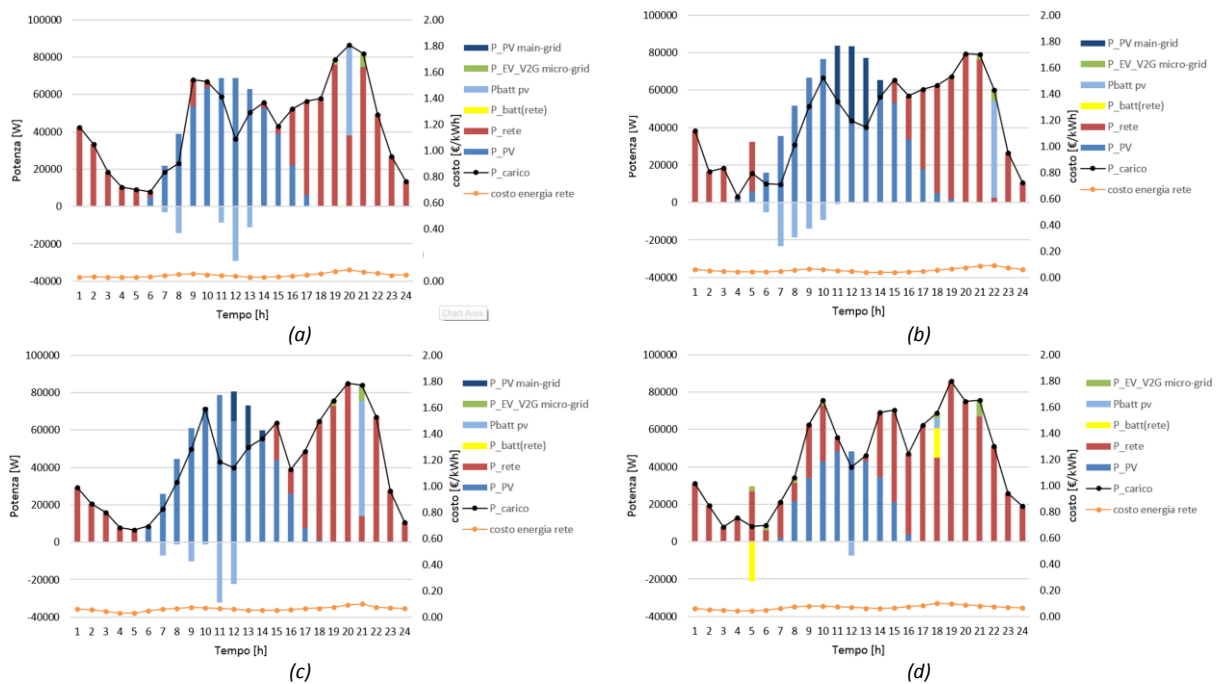 100000
80000
60000
40000
20000
0
-20000
-40000
Potenza [W]
2.00
1.80
1.60
1.40
1.20
1.00
0.80
0.60
0.40
0.20
0.00
costo [€/kWh]
P_PV main-grid
P_EV_V2G micro-grid
Pbatt pv
P_batt(rete)
P_rete
P_PV
P_carico
costo energia rete
1 2 3 4 5 6 7 8 9 10 11 12 13 14 15 16 17 18 19 20 21 22 23 24
Tempo [h]
Chart Area
(a)
100000
80000
60000
40000
20000
0
-20000
-40000
Potenza [W]
2.00
1.80
1.60
1.40
1.20
1.00
0.80
0.60
0.40
0.20
0.00
costo [€/kWh]
P_PV main-grid
P_EV_V2G micro-grid
Pbatt pv
P_batt(rete)
P_rete
P_PV
P_carico
costo energia rete
1 2 3 4 5 6 7 8 9 10 11 12 13 14 15 16 17 18 19 20 21 22 23 24
Tempo [h]
(b)
100000
80000
60000
40000
20000
0
-20000
-40000
Potenza [W]
2.00
1.80
1.60
1.40
1.20
1.00
0.80
0.60
0.40
0.20
0.00
costo [€/kWh]
P_PV main-grid
P_EV_V2G micro-grid
Pbatt pv
P_batt(rete)
P_rete
P_PV
P_carico
costo energia rete
1 2 3 4 5 6 7 8 9 10 11 12 13 14 15 16 17 18 19 20 21 22 23 24
Tempo [h]
(c)
100000
80000
60000
40000
20000
0
-20000
-40000
Potenza [W]
2.00
1.80
1.60
1.40
1.20
1.00
0.80
0.60
0.40
0.20
0.00
costo [€/kWh]
P_EV_V2G micro-grid
Pbatt pv
P_batt(rete)
P_rete
P_PV
P_carico
costo energia rete
1 2 3 4 5 6 7 8 9 10 11 12 13 14 15 16 17 18 19 20 21 22 23 24
Tempo [h]
(d)